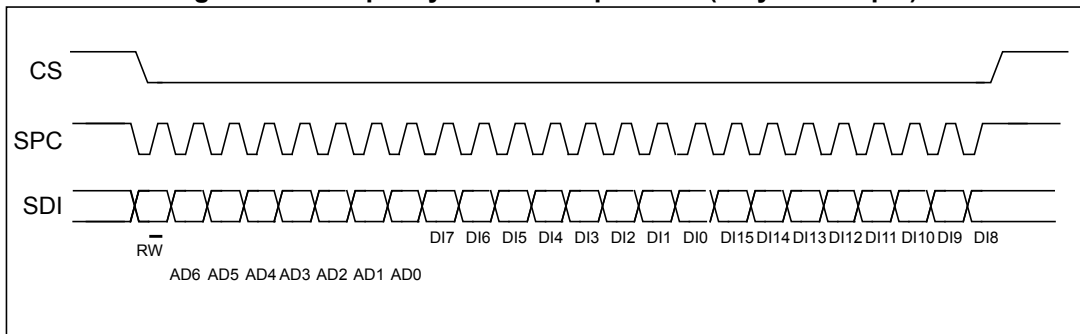 CS
SPC
SDI
RW
DI7 DI6 DI5 DI4 DI3 DI2 DI1 DI0 DI15 DI14 DI13 DI12 DI11 DI10 DI9 DI8
AD6 AD5 AD4 AD3 AD2 AD1 AD0